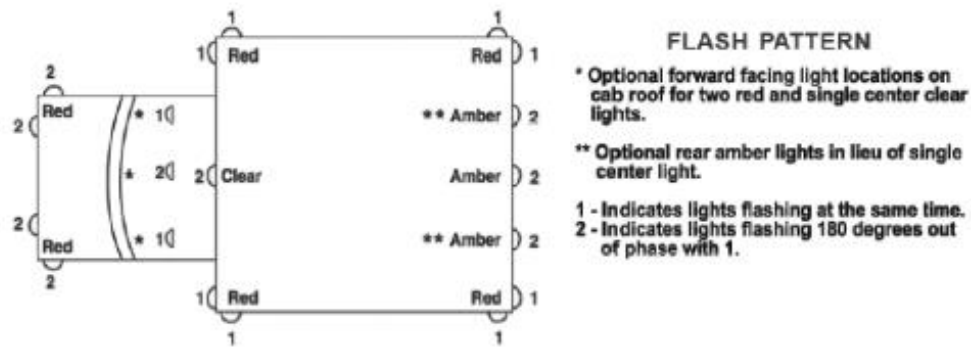 1 1
1 Red Red 1
2
Red
2
* 1
** Amber 2
* 2
2 Clear
Amber 2
* 1
** Amber 2
2
Red
2
1 Red Red 1
1 1
FLASH PATTERN
* Optional forward facing light locations on
cab roof for two red and single center clear
lights.
** Optional rear amber lights in lieu of single
center light.
1 - Indicates lights flashing at the same time.
2 - Indicates lights flashing 180 degrees out
of phase with 1.